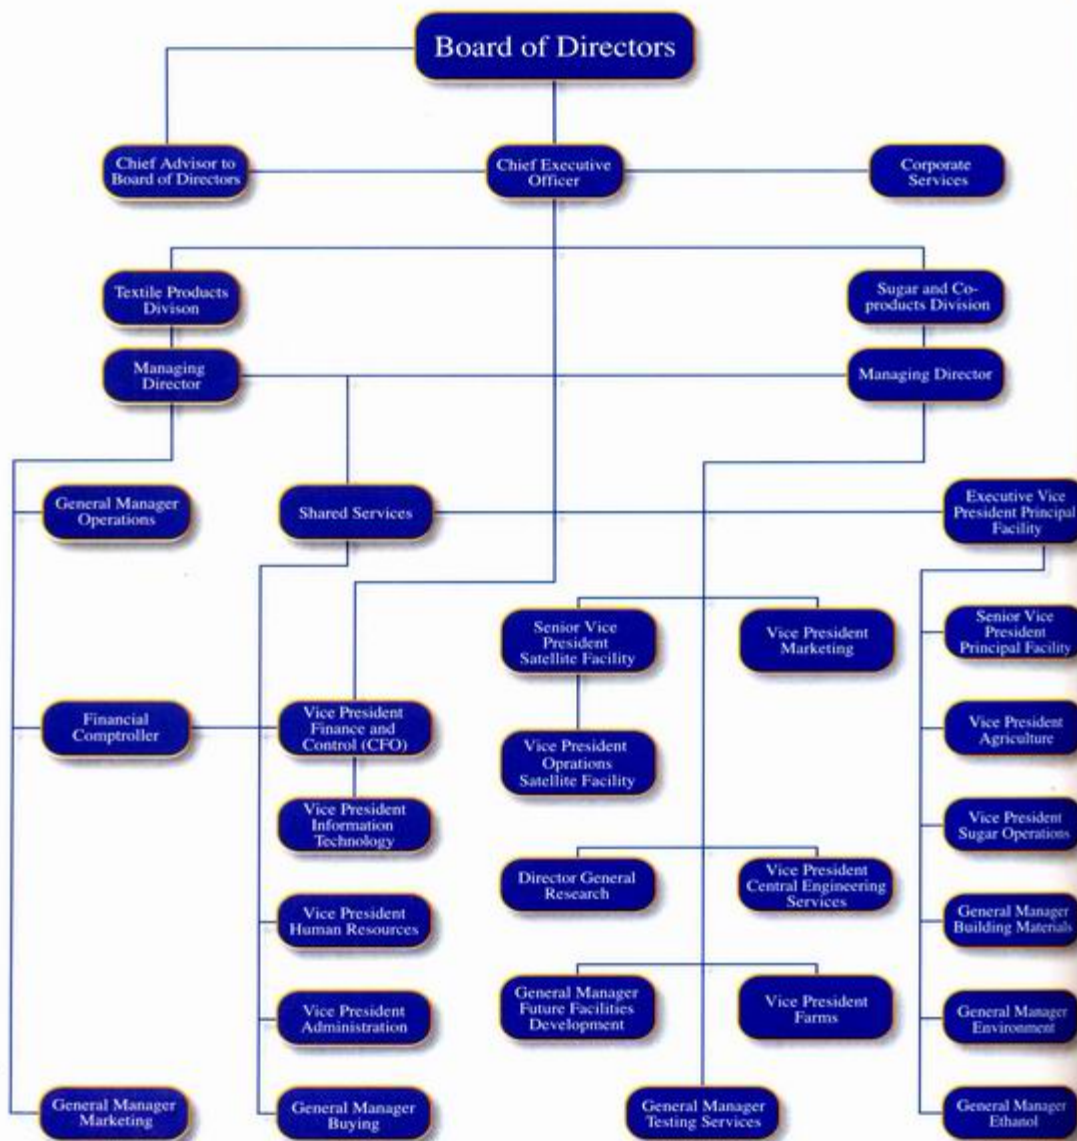 Board of Directors
Chief Advisor to
Board of Directors
Chief Executive
Officer
Corporate
Services
Textile Products
Divison
Sugar and Co-
products Division
Managing
Director
Managing Director
General Manager
Operations
Shared Services
Executive Vice
President Principal
Facility
Senior Vice
President
Satellite Facility
Vice President
Marketing
Senior Vice
President
Principal Facility
Financial
Comptroller
Vice President
Finance and
Control (CFO)
Vice President
Oprations
Satellite Facility
Vice President
Agriculture
Vice President
Information
Technology
Vice President
Sugar Operations
Director General
Research
Vice President
Central Engineering
Services
Vice President
Human Resources
General Manager
Building Materials
General Manager
Future Facilities
Development
Vice President
Farms
Vice President
Administration
General Manager
Environment
General Manager
Marketing
General Manager
Buying
General Manager
Testing Services
General Manager
Ethanol